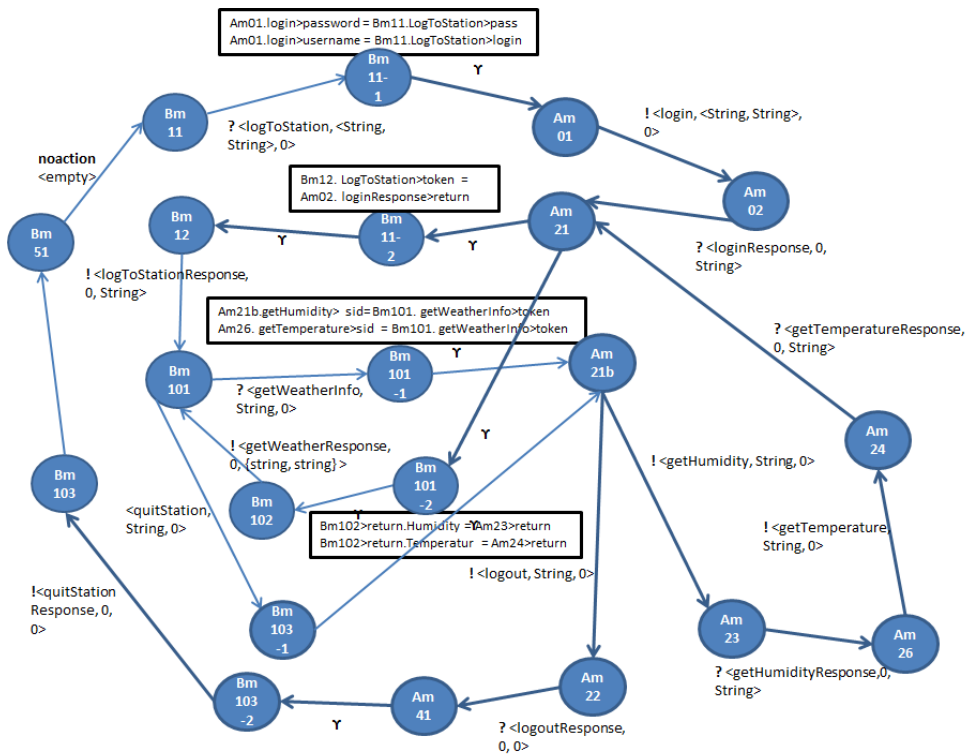 Am01.login>password = Bm11.LogToStation>pass
Am01.login>username = Bm11.LogToStation>login
Bm
11-
1
ϒ
Bm
11
? <logToStation, <String,
String>, 0>
Am
01
! <login, <String, String>,
0>
noaction
<empty>
Bm12. LogToStation>token =
Am02. loginResponse>return
Am
02
Bm
12
Bm
11-2
Am
21
ϒ
ϒ
Bm
51
? <loginResponse, 0,
String>
! <logToStationResponse,
0, String>
Am21b.getHumidity> sid=Bm101. getWeatherInfo>token
Am26. getTemperature>sid = Bm101. getWeatherInfo>token
? <getTemperatureResponse,
0, String>
ϒ
Bm
101
Bm
101
-1
Am
21b
? <getWeatherInfo,
String, 0>
! <getWeatherResponse,
0, {string, string} >
ϒ
Am
24
! <getHumidity, String, 0>
Bm
103
Bm
102
Bm
101
-2
<quitStation,
String, 0>
ϒ
ϒ
Bm102>return.Humidity = Am23>return
Bm102>return.Temperatur = Am24>return
! <getTemperature,
String, 0>
! <logout, String, 0>
!<quitStation
Response, 0,
0>
Bm
103
-1
Am
23
Am
26
? <getHumidityResponse,0,
String>
Bm
103
-2
Am
41
Am
22
ϒ
? <logoutResponse,
0, 0>